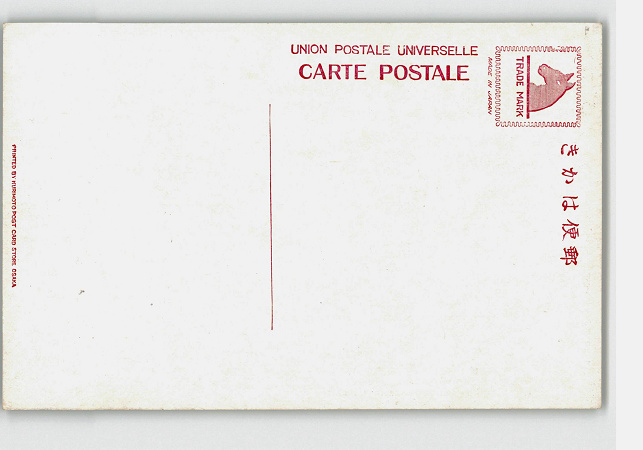 UNION POSTALE UNIVERSELLE
CARTE POSTALE
MADE IN JAPAN
TRADE MARK
きかは便郵
PRINTED BY KURIMOTO POST CARD STORE OSAKA